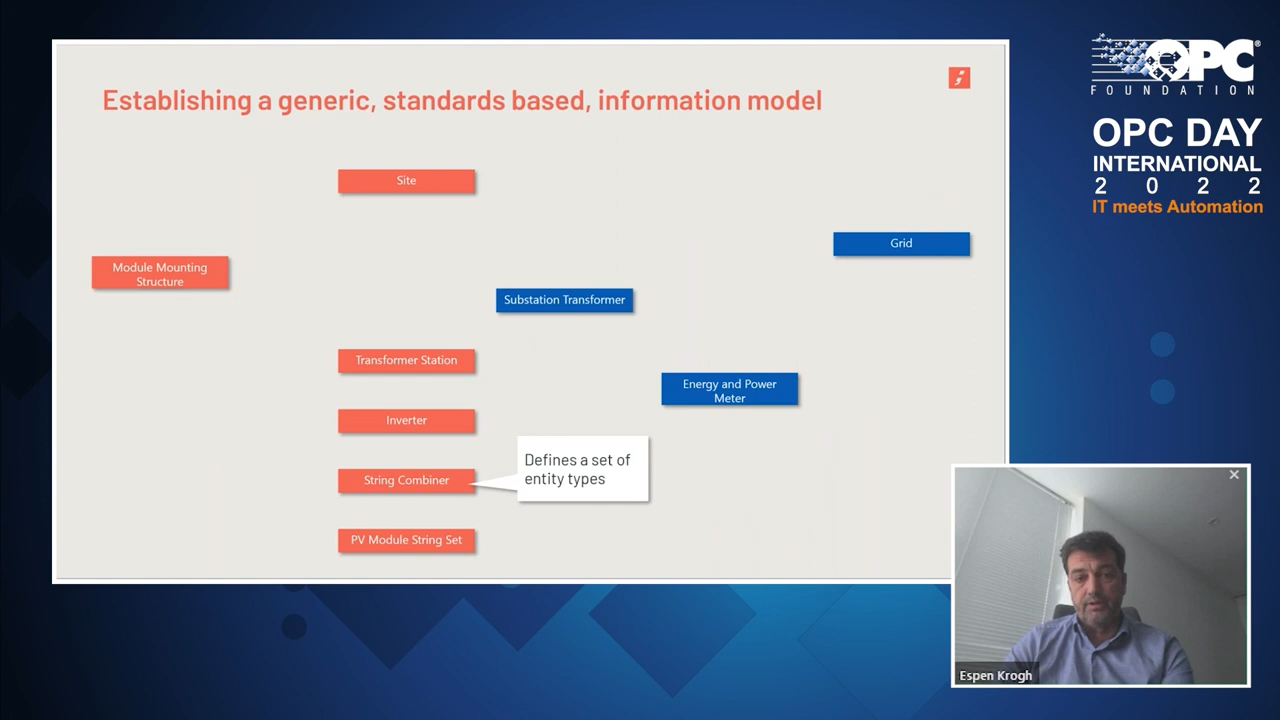 Establishing a generic, standards based, information model
Site
Grid
Module Mounting
Structure
Substation Transformer
Transformer Station
Energy and Power
Meter
Inverter
Defines a set of
entity types
String Combiner
PV Module String Set
OPC
FOUNDATION
OPC DAY
INTERNATIONAL
2 0 2 2
IT meets Automation
Espen Krogh